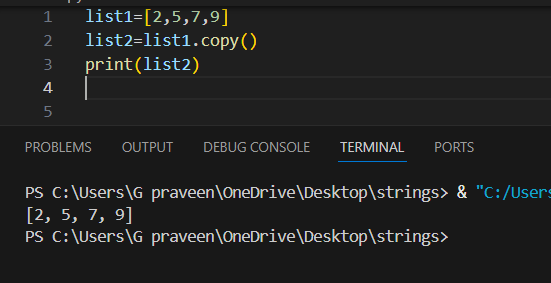 py
1 list1=[2,5,7,9]
2 list2=list1.copy()
3 print(list2)
4
5
PROBLEMS OUTPUT DEBUG CONSOLE TERMINAL PORTS
PS C:\Users\G praveen\OneDrive\Desktop\strings> & "C:/Users
[2, 5, 7, 9]
PS C:\Users\G praveen\OneDrive\Desktop\strings>